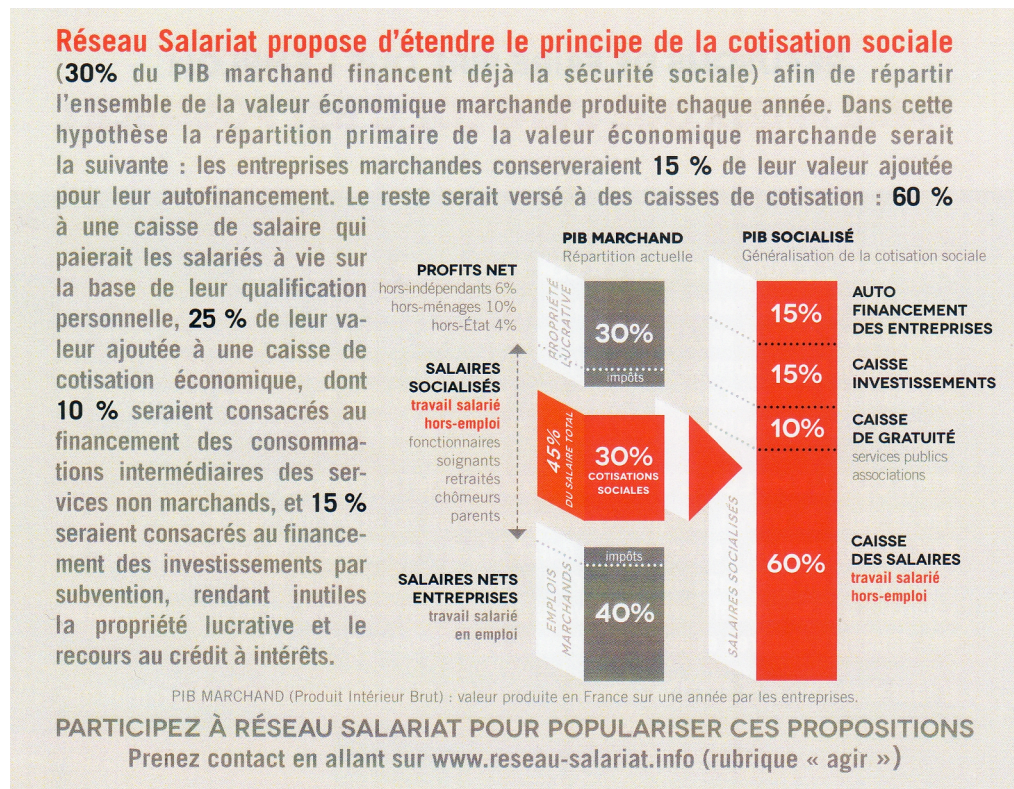 Réseau Salariat propose d'étendre le principe de la cotisation sociale
(30% du PIB marchand financent déjà la sécurité sociale) afin de répartir
l'ensemble de la valeur économique marchande produite chaque année. Dans cette
hypothèse la répartition primaire de la valeur économique marchande serait
la suivante : les entreprises marchandes conserveraient 15 % de leur valeur ajoutée
pour leur autofinancement. Le reste serait versé à des caisses de cotisation : 60 %
à une caisse de salaire qui
paierait les salariés à vie sur
la base de leur qualification
personnelle, 25 % de leur va-
leur ajoutée à une caisse de
cotisation économique, dont
10 % seraient consacrés au
financement des consomma-
tions intermédiaires des ser-
vices non marchands, et 15 %
seraient consacrés au finance-
ment des investissements par
subvention, rendant inutiles
la propriété lucrative et le
recours au crédit à intérêts.
PROFITS NET
hors-indépendants 6%
hors-ménages 10%
hors-État 4%
SALAIRES
SOCIALISÉS
travail salarié
hors-emploi
fonctionnaires
soignants
retraités
chômeurs
parents
SALAIRES NETS
ENTREPRISES
travail salarié
en emploi
PIB MARCHAND
Répartition actuelle
PROPRIÉTÉ
LUCRATIVE
30%
impôts
45%
DU SALAIRE TOTAL
30%
COTISATIONS
SOCIALES
EMPLOIS
MARCHANDS
impôts
40%
PIB SOCIALISÉ
Généralisation de la cotisation sociale
SALAIRES SOCIALISÉS
15%
AUTO
FINANCEMENT
DES ENTREPRISES
15%
CAISSE
INVESTISSEMENTS
10%
CAISSE
DE GRATUITÉ
services publics
associations
60%
CAISSE
DES SALAIRES
travail salarié
hors-emploi
PIB MARCHAND (Produit Intérieur Brut) : valeur produite en France sur une année par les entreprises.
PARTICIPEZ À RÉSEAU SALARIAT POUR POPULARISER CES PROPOSITIONS
Prenez contact en allant sur www.reseau-salariat.info (rubrique « agir »)